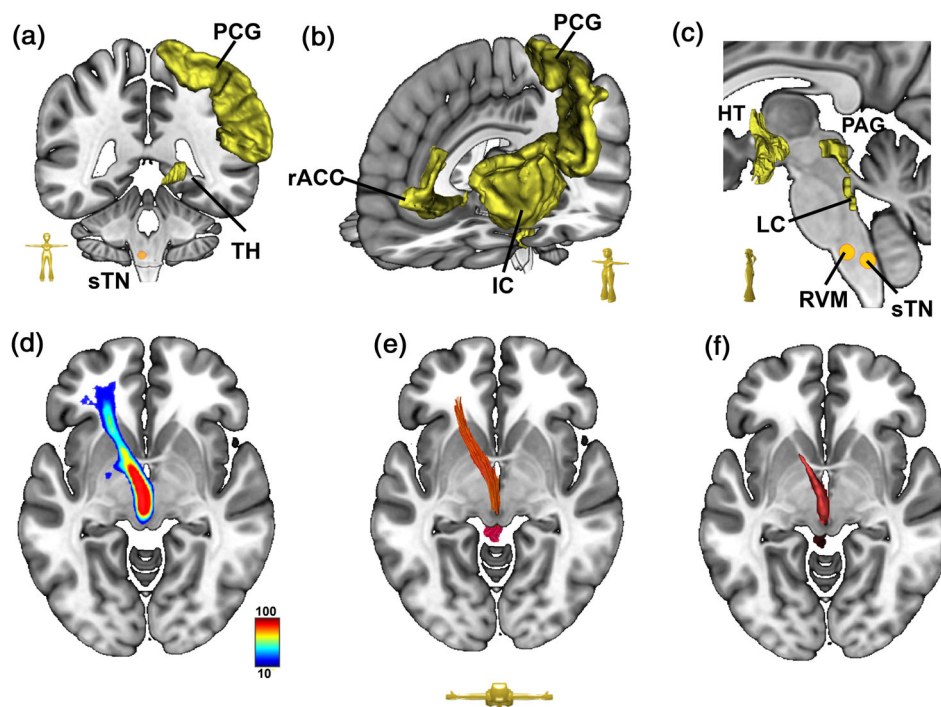 (a)
PCG
TH
sTN
(b)
PCG
rACC
IC
(c)
HT
PAG
LC
RVM
sTN
(d)
100
10
(e)
(f)